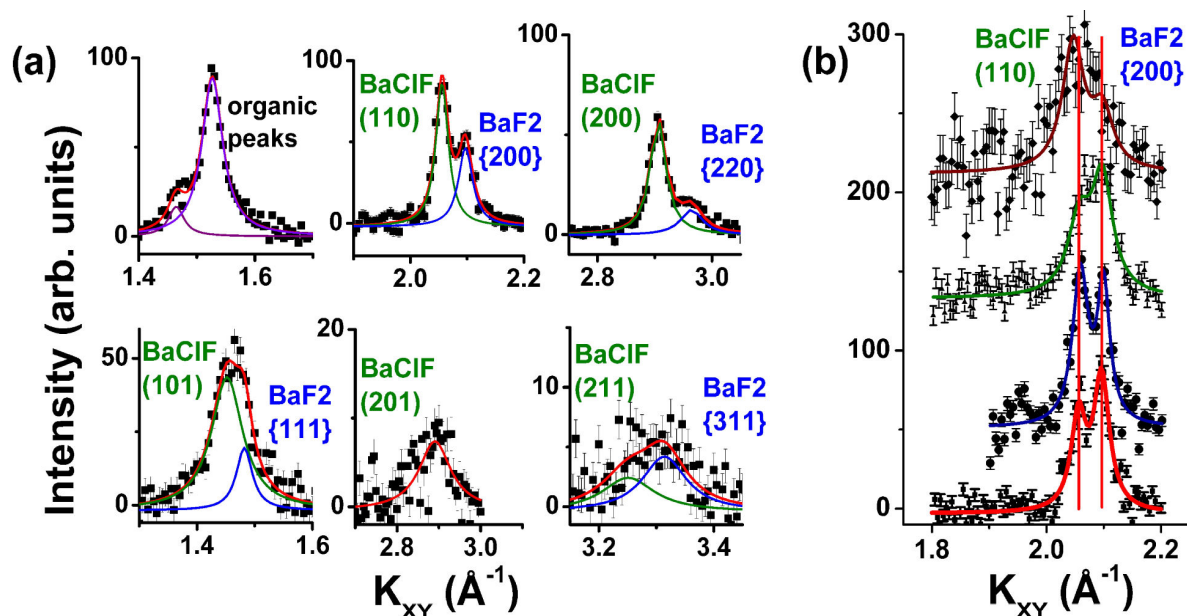 (a)
100
0
1.4
1.6
organic
peaks
100
0
2.0
2.2
BaClF
(110)
BaF2
{200}
100
0
2.8
3.0
BaClF
(200)
BaF2
{220}
50
0
1.4
1.6
BaClF
(101)
BaF2
{111}
20
0
2.8
3.0
BaClF
(201)
10
0
3.2
3.4
BaClF
(211)
BaF2
{311}
Intensity (arb. units)
K_XY (Å⁻¹)
(b)
BaClF
(110)
BaF2
{200}
300
200
100
0
1.8
2.0
2.2
K_XY (Å⁻¹)